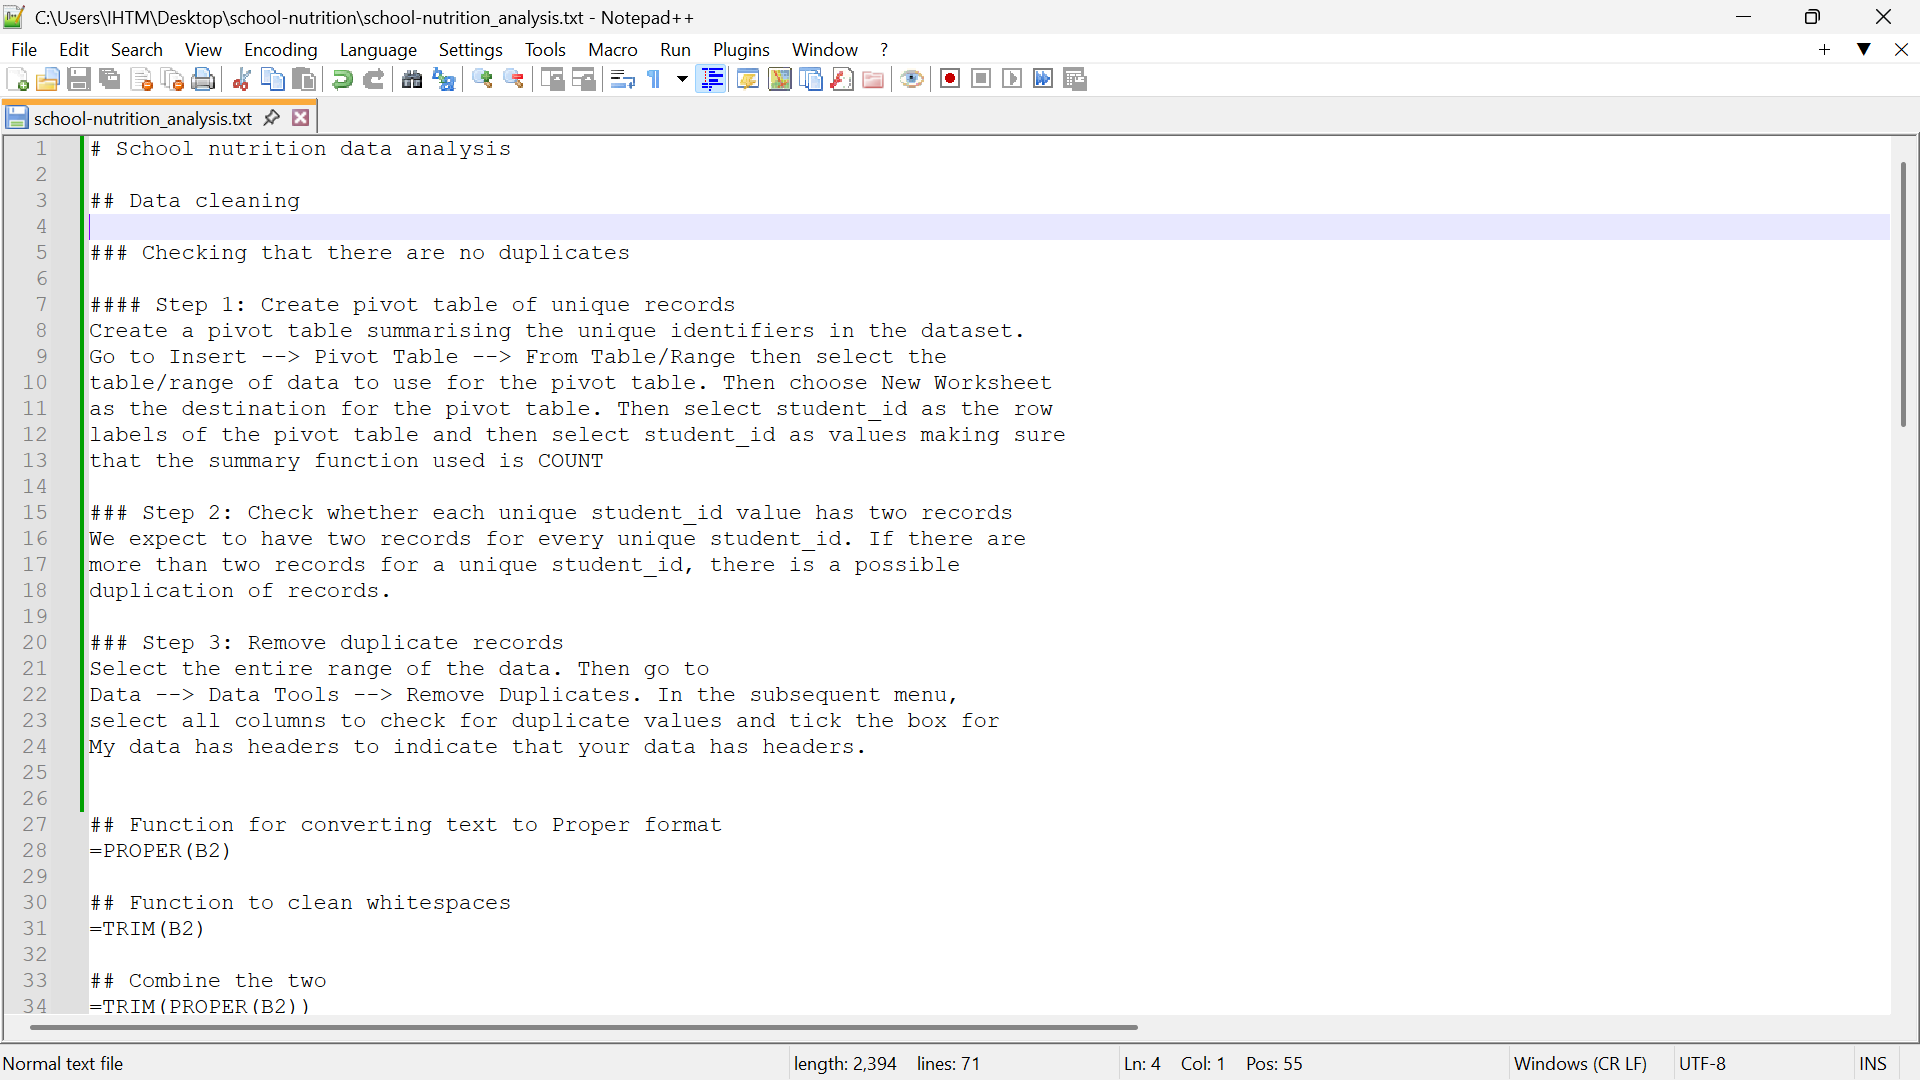 C:\Users\IHTM\Desktop\school-nutrition\school-nutrition_analysis.txt - Notepad++
File Edit Search View Encoding Language Settings Tools Macro Run Plugins Window ?
school-nutrition_analysis.txt
1 # School nutrition data analysis
2
3 ## Data cleaning
4
5 ### Checking that there are no duplicates
6
7 #### Step 1: Create pivot table of unique records
8 Create a pivot table summarising the unique identifiers in the dataset.
9 Go to Insert --> Pivot Table --> From Table/Range then select the
10 table/range of data to use for the pivot table. Then choose New Worksheet
11 as the destination for the pivot table. Then select student_id as the row
12 labels of the pivot table and then select student_id as values making sure
13 that the summary function used is COUNT
14
15 ### Step 2: Check whether each unique student_id value has two records
16 We expect to have two records for every unique student_id. If there are
17 more than two records for a unique student_id, there is a possible
18 duplication of records.
19
20 ### Step 3: Remove duplicate records
21 Select the entire range of the data. Then go to
22 Data --> Data Tools --> Remove Duplicates. In the subsequent menu,
23 select all columns to check for duplicate values and tick the box for
24 My data has headers to indicate that your data has headers.
25
26
27 ## Function for converting text to Proper format
28 =PROPER(B2)
29
30 ## Function to clean whitespaces
31 =TRIM(B2)
32
33 ## Combine the two
34 =TRIM(PROPER(B2))
Normal text file length: 2,394 lines: 71 Ln: 4 Col: 1 Pos: 55 Windows (CR LF) UTF-8 INS